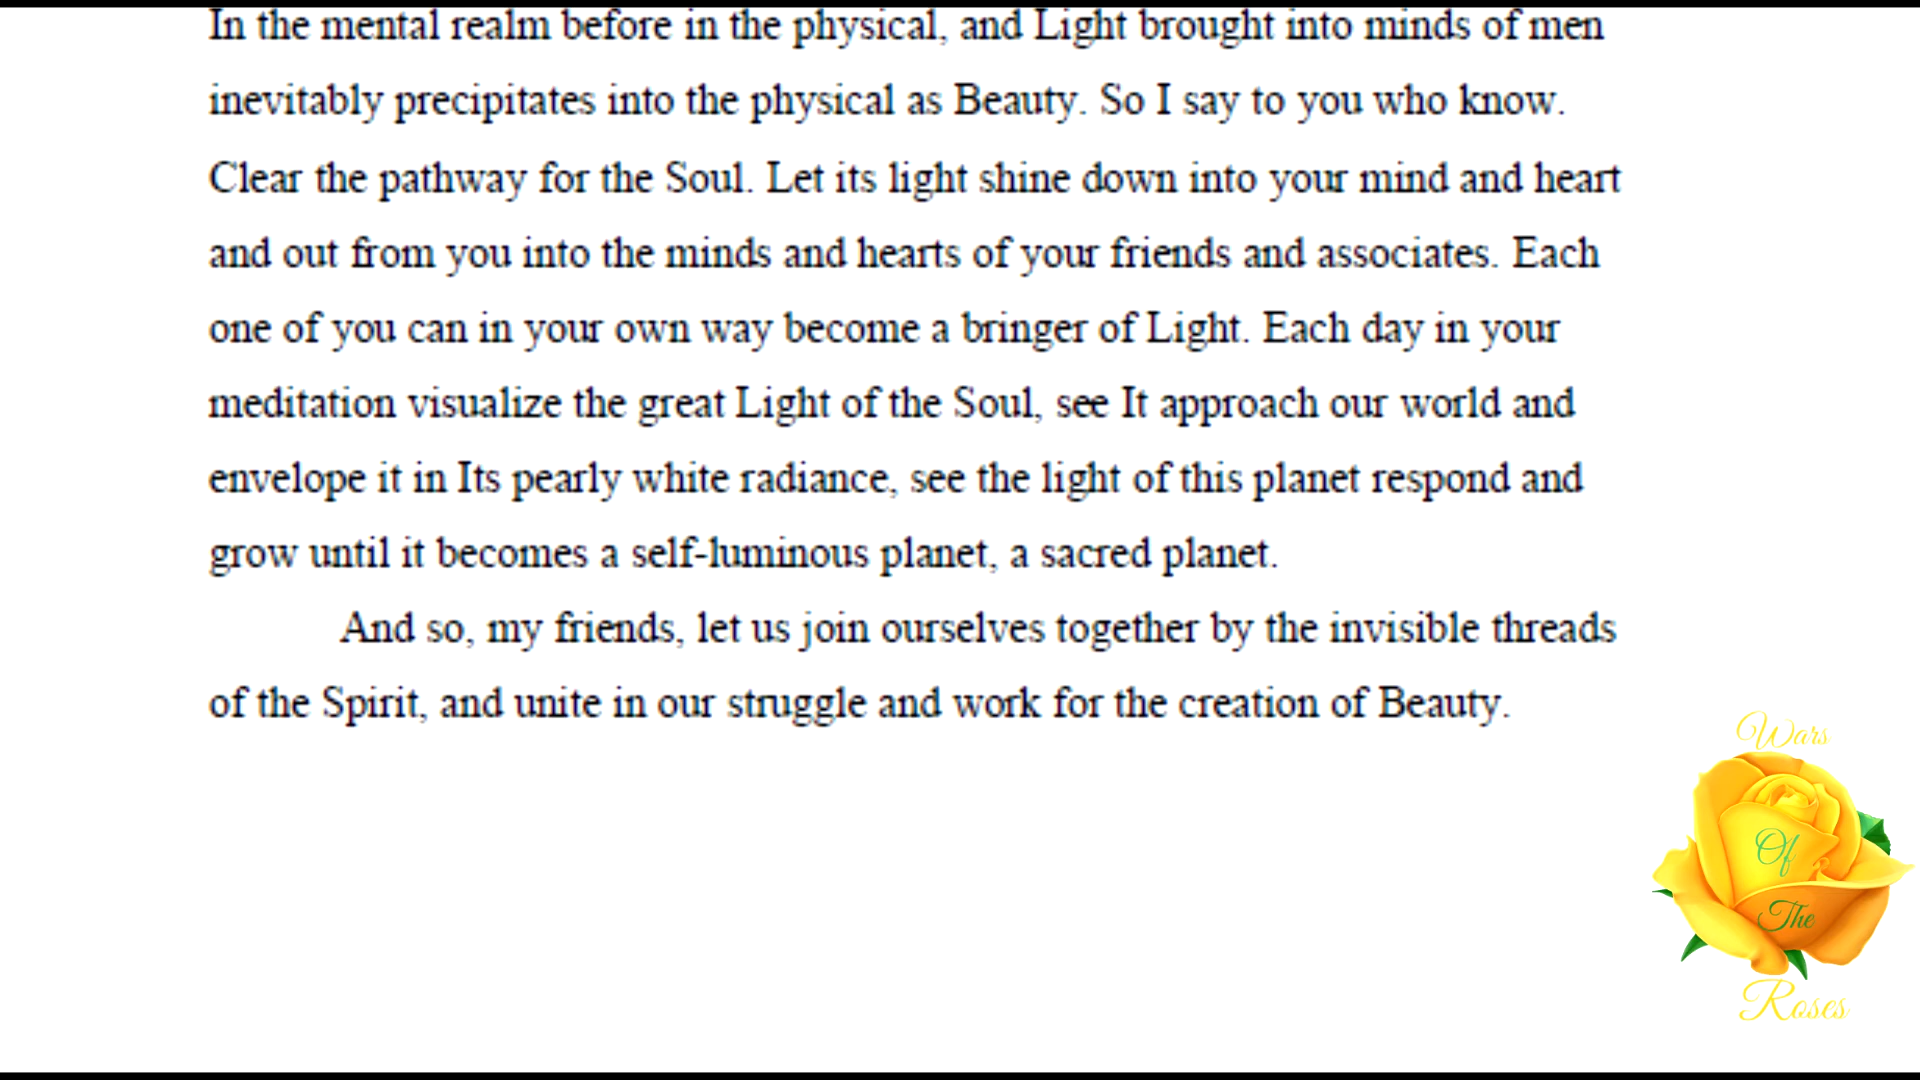 In the mental realm before in the physical, and Light brought into minds of men
inevitably precipitates into the physical as Beauty. So I say to you who know.
Clear the pathway for the Soul. Let its light shine down into your mind and heart
and out from you into the minds and hearts of your friends and associates. Each
one of you can in your own way become a bringer of Light. Each day in your
meditation visualize the great Light of the Soul, see It approach our world and
envelope it in Its pearly white radiance, see the light of this planet respond and
grow until it becomes a self-luminous planet, a sacred planet.
And so, my friends, let us join ourselves together by the invisible threads
of the Spirit, and unite in our struggle and work for the creation of Beauty.
Wars
Of
The
Roses